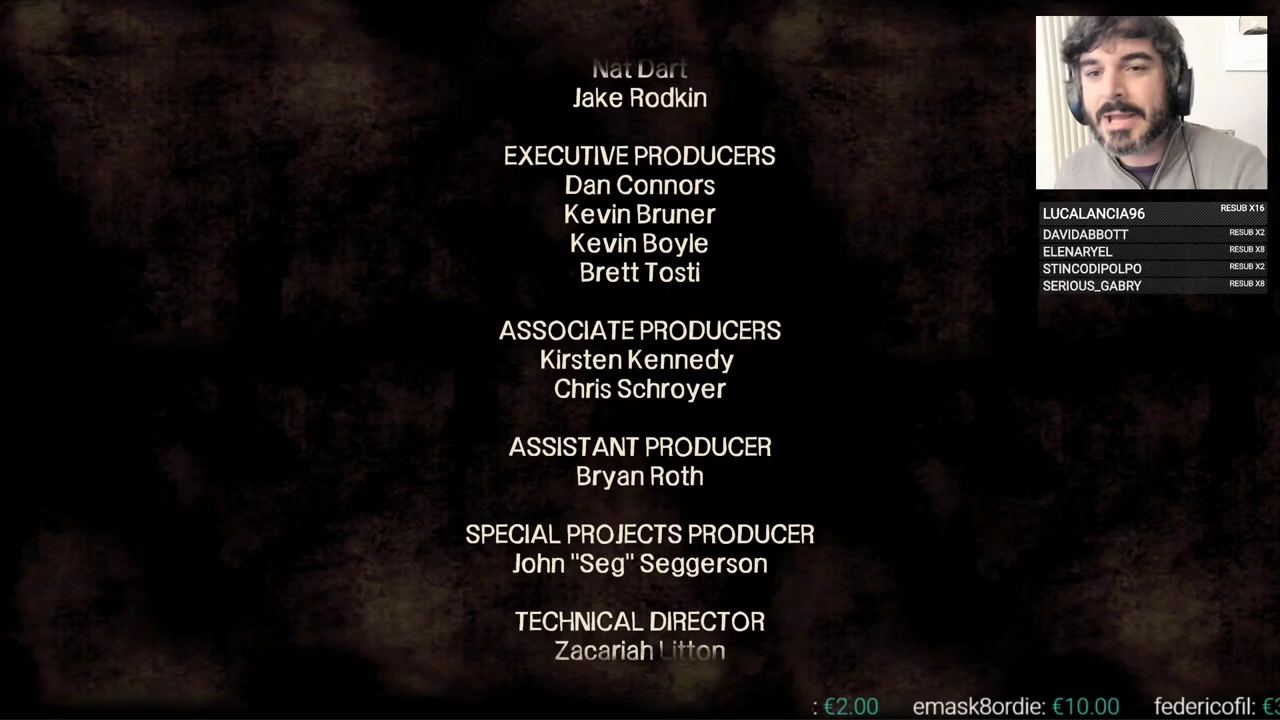 Nat Dart
Jake Rodkin
EXECUTIVE PRODUCERS
Dan Connors
Kevin Bruner
Kevin Boyle
Brett Tosti
ASSOCIATE PRODUCERS
Kirsten Kennedy
Chris Schroyer
ASSISTANT PRODUCER
Bryan Roth
SPECIAL PROJECTS PRODUCER
John "Seg" Seggerson
TECHNICAL DIRECTOR
Zacariah Litton
LUCALANCIA96 RESUB X16
DAVIDABBOTT RESUB X2
ELENARYEL RESUB X8
STINCODIPOLPO RESUB X2
SERIOUS_GABRY RESUB X8
: €2.00 emask8ordie: €10.00 federicofil: